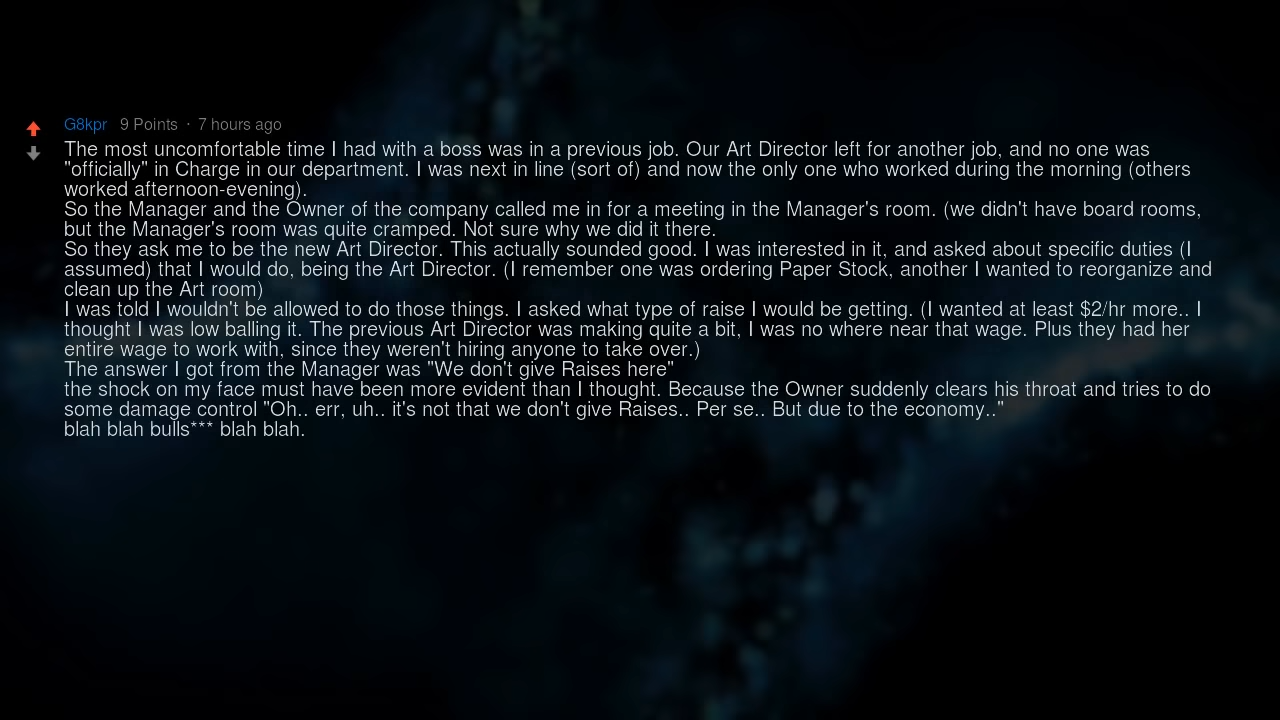 G8kpr 9 Points · 7 hours ago
The most uncomfortable time I had with a boss was in a previous job. Our Art Director left for another job, and no one was
"officially" in Charge in our department. I was next in line (sort of) and now the only one who worked during the morning (others
worked afternoon-evening).
So the Manager and the Owner of the company called me in for a meeting in the Manager's room. (we didn't have board rooms,
but the Manager's room was quite cramped. Not sure why we did it there.
So they ask me to be the new Art Director. This actually sounded good. I was interested in it, and asked about specific duties (I
assumed) that I would do, being the Art Director. (I remember one was ordering Paper Stock, another I wanted to reorganize and
clean up the Art room)
I was told I wouldn't be allowed to do those things. I asked what type of raise I would be getting. (I wanted at least $2/hr more.. I
thought I was low balling it. The previous Art Director was making quite a bit, I was no where near that wage. Plus they had her
entire wage to work with, since they weren't hiring anyone to take over.)
The answer I got from the Manager was "We don't give Raises here"
the shock on my face must have been more evident than I thought. Because the Owner suddenly clears his throat and tries to do
some damage control "Oh.. err, uh.. it's not that we don't give Raises.. Per se.. But due to the economy.."
blah blah bulls*** blah blah.